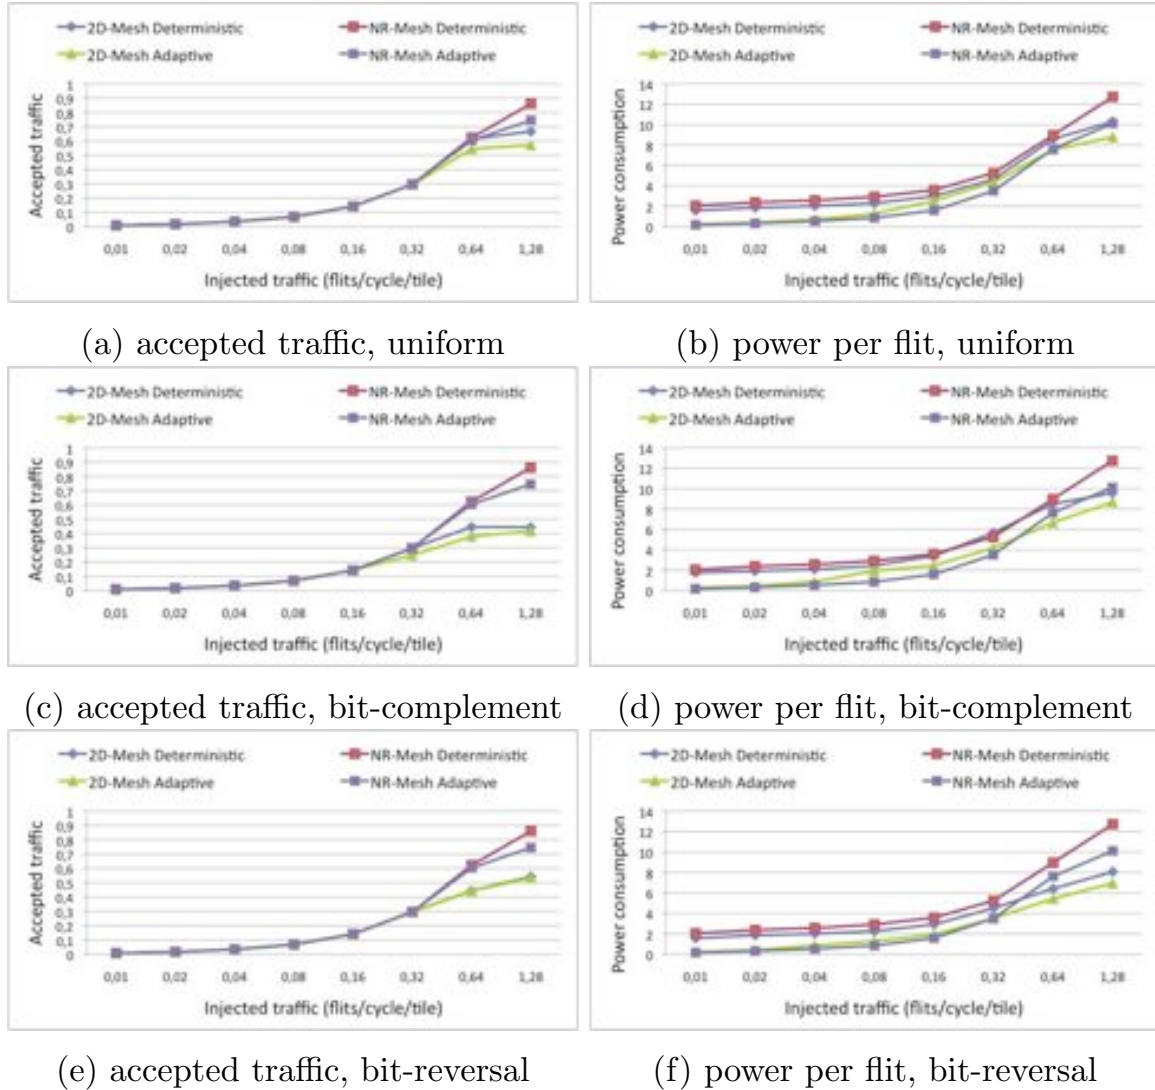 2D-Mesh Deterministic NR-Mesh Deterministic
2D-Mesh Adaptive NR-Mesh Adaptive
Accepted traffic
1
0,9
0,8
0,7
0,6
0,5
0,4
0,3
0,2
0,1
0
0,01 0,02 0,04 0,08 0,16 0,32 0,64 1,28
Injected traffic (flits/cycle/tile)
(a) accepted traffic, uniform
2D-Mesh Deterministic NR-Mesh Deterministic
2D-Mesh Adaptive NR-Mesh Adaptive
Power consumption
14
12
10
8
6
4
2
0
0,01 0,02 0,04 0,08 0,16 0,32 0,64 1,28
Injected traffic (flits/cycle/tile)
(b) power per flit, uniform
2D-Mesh Deterministic NR-Mesh Deterministic
2D-Mesh Adaptive NR-Mesh Adaptive
Accepted traffic
1
0,9
0,8
0,7
0,6
0,5
0,4
0,3
0,2
0,1
0
0,01 0,02 0,04 0,08 0,16 0,32 0,64 1,28
Injected traffic (flits/cycle/tile)
(c) accepted traffic, bit-complement
2D-Mesh Deterministic NR-Mesh Deterministic
2D-Mesh Adaptive NR-Mesh Adaptive
Power consumption
14
12
10
8
6
4
2
0
0,01 0,02 0,04 0,08 0,16 0,32 0,64 1,28
Injected traffic (flits/cycle/tile)
(d) power per flit, bit-complement
2D-Mesh Deterministic NR-Mesh Deterministic
2D-Mesh Adaptive NR-Mesh Adaptive
Accepted traffic
1
0,9
0,8
0,7
0,6
0,5
0,4
0,3
0,2
0,1
0
0,01 0,02 0,04 0,08 0,16 0,32 0,64 1,28
Injected traffic (flits/cycle/tile)
(e) accepted traffic, bit-reversal
2D-Mesh Deterministic NR-Mesh Deterministic
2D-Mesh Adaptive NR-Mesh Adaptive
Power consumption
14
12
10
8
6
4
2
0
0,01 0,02 0,04 0,08 0,16 0,32 0,64 1,28
Injected traffic (flits/cycle/tile)
(f) power per flit, bit-reversal